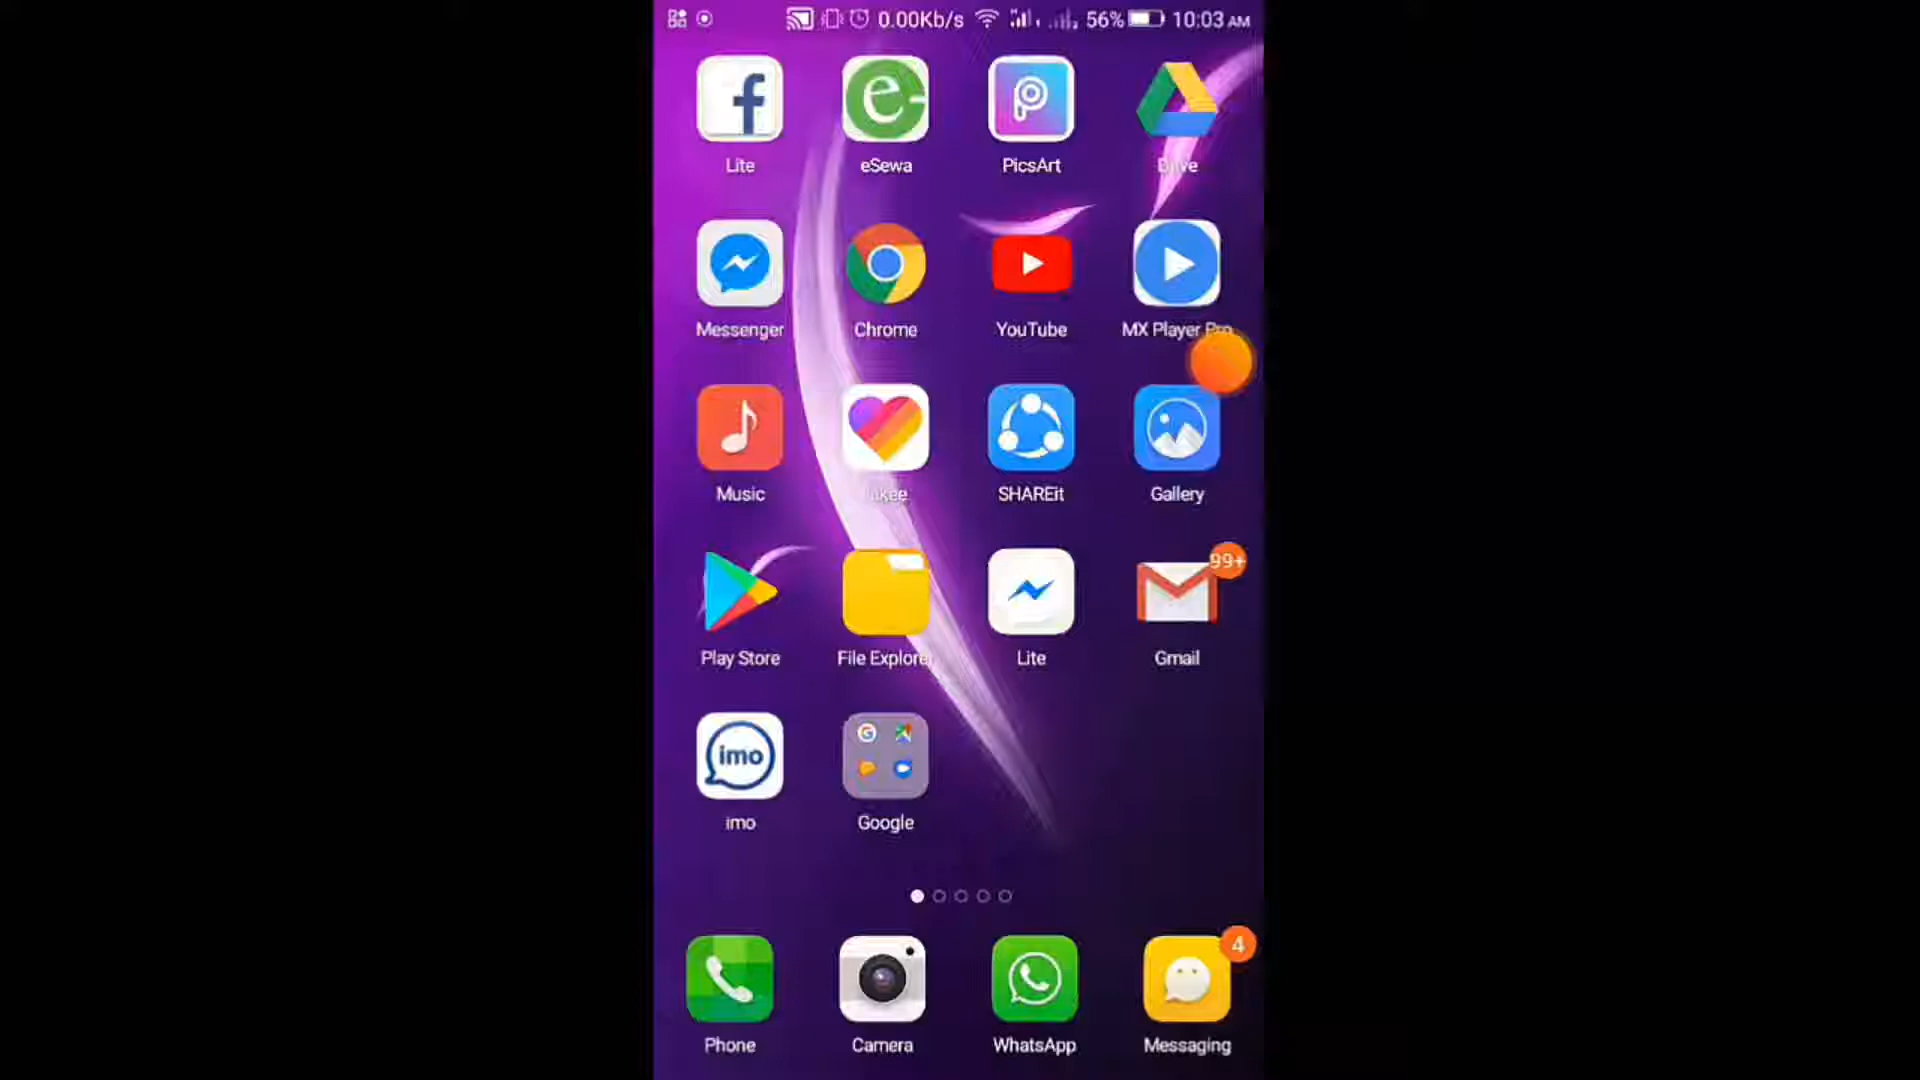 0.00Kb/s 56% 10:03 AM
Lite eSewa PicsArt Drive
Messenger Chrome YouTube MX Player Pro
Music Likee SHAREit Gallery
99+
Play Store File Explorer Lite Gmail
imo
imo Google
4
Phone Camera WhatsApp Messaging